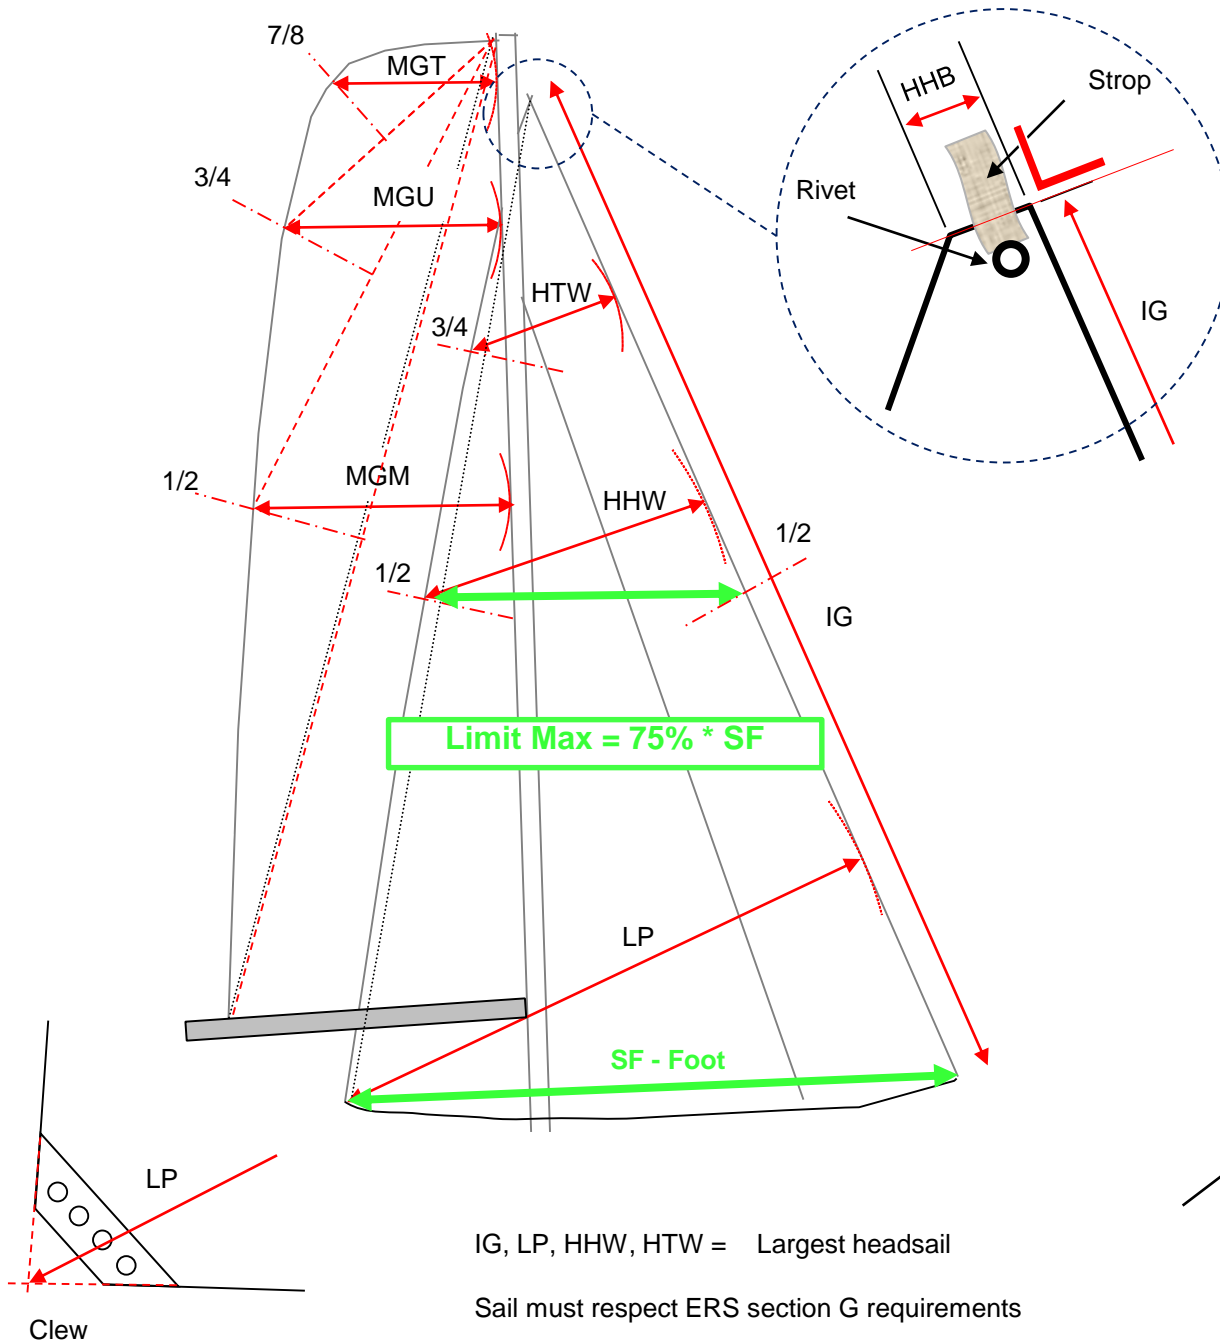 7/8
MGT
HHB
Strop
3/4
MGU
Rivet
IG
HTW
3/4
1/2
MGM
HHW
1/2
1/2
IG
Limit Max = 75% * SF
LP
SF - Foot
LP
IG, LP, HHW, HTW = Largest headsail
Sail must respect ERS section G requirements
Clew